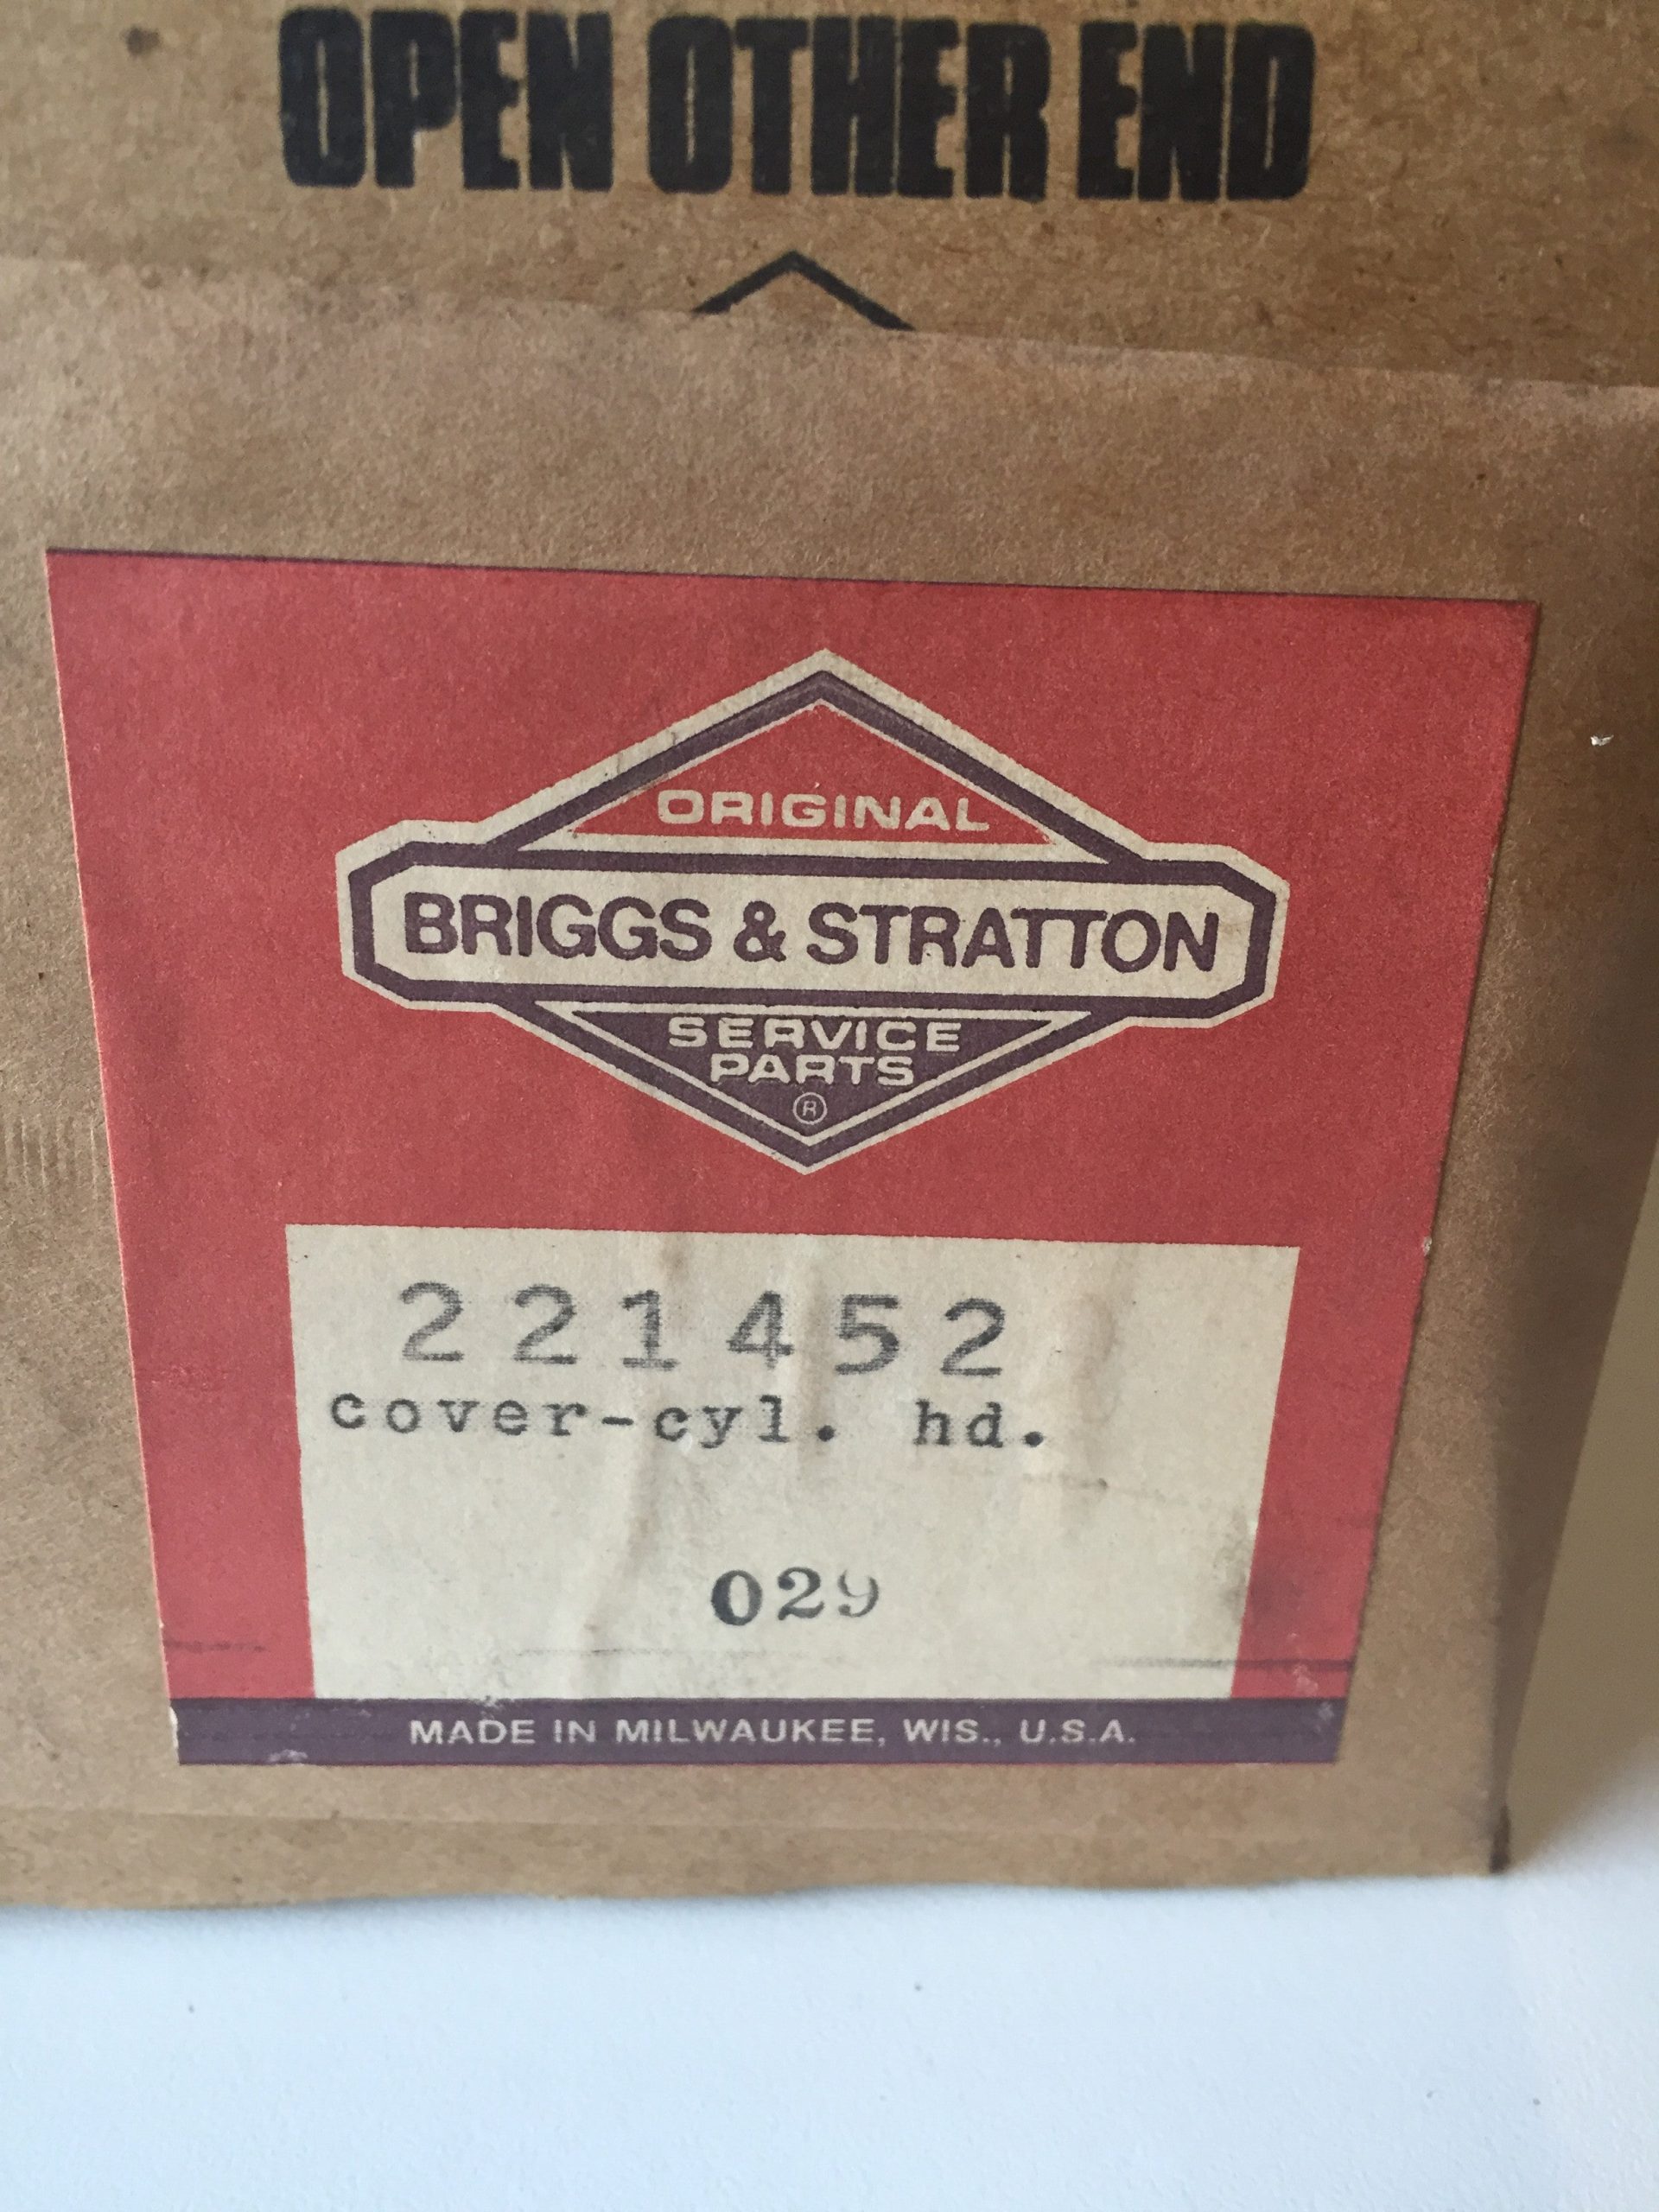 OPEN OTHER END
ORIGINAL
BRIGGS & STRATTON
SERVICE
PARTS
®
221452
cover-cyl. hd.
029
MADE IN MILWAUKEE, WIS., U.S.A.